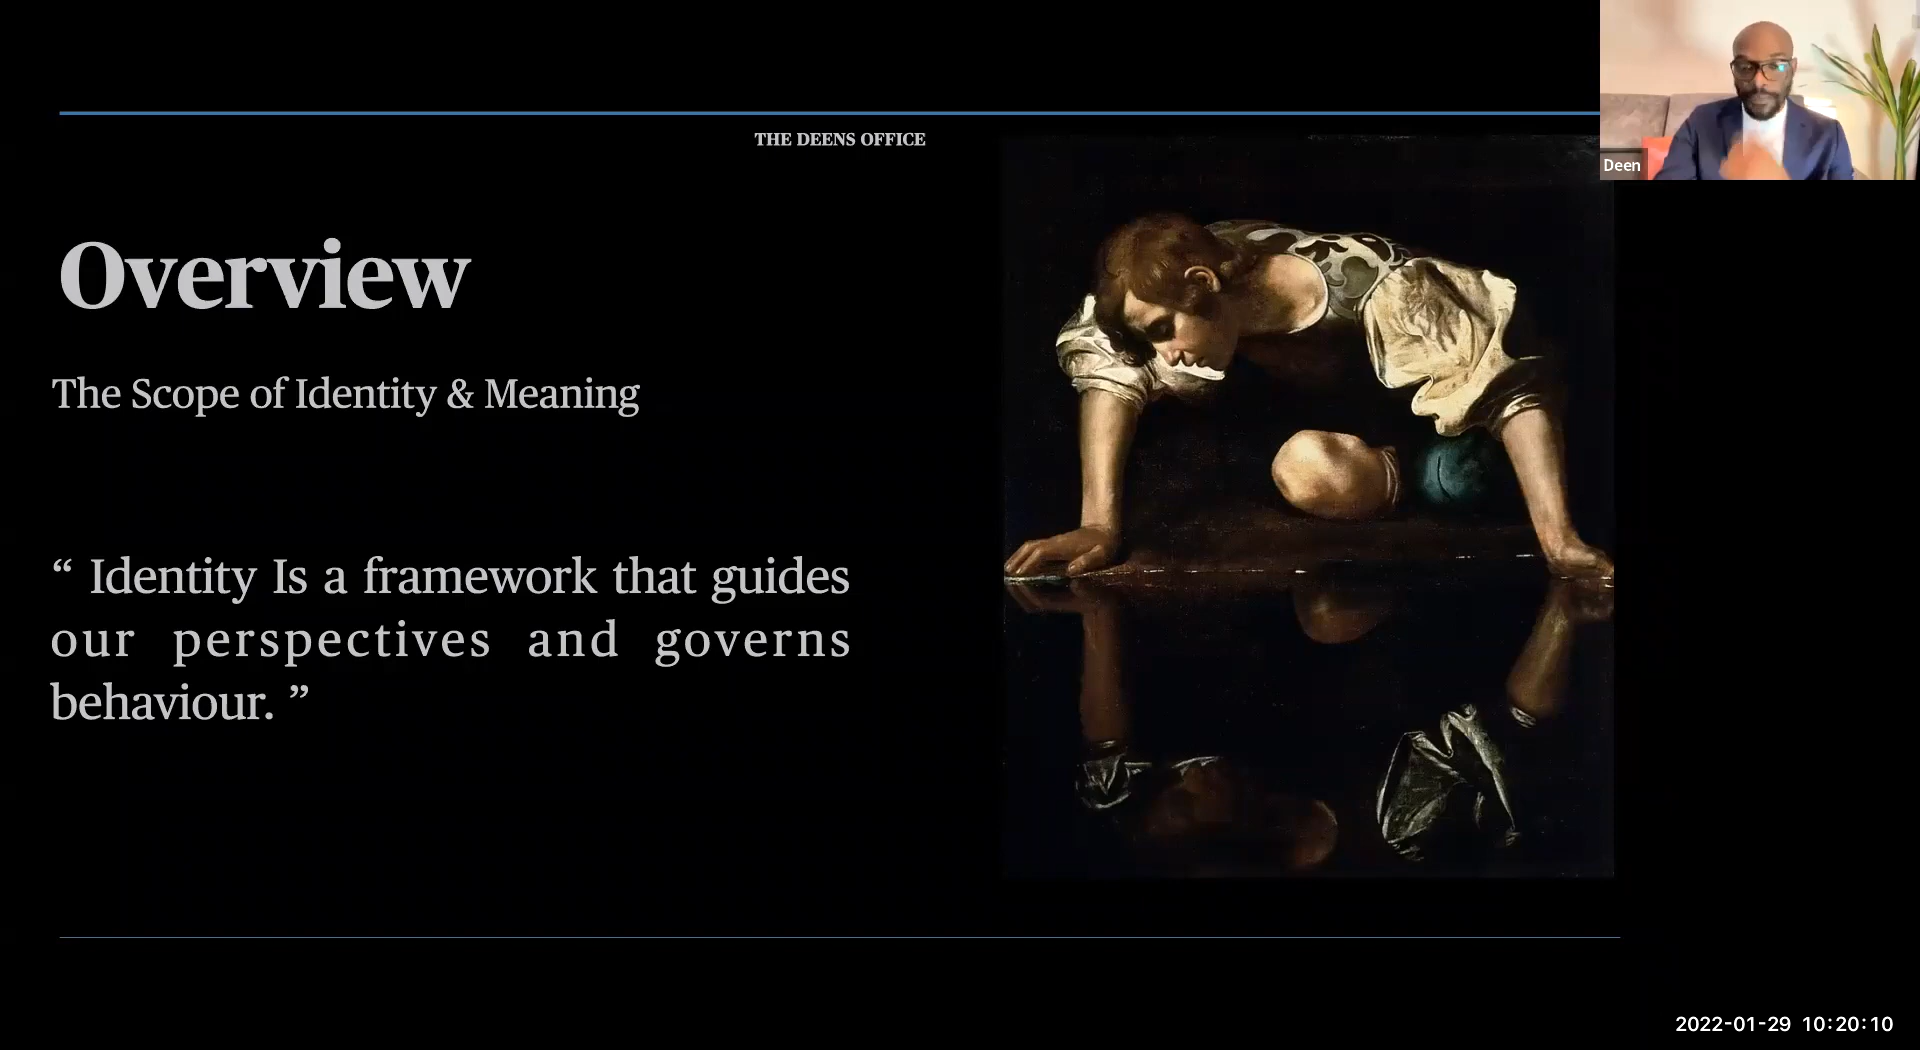 THE DEENS OFFICE
Deen
Overview
The Scope of Identity & Meaning
“ Identity Is a framework that guides
our perspectives and governs
behaviour. ”
2022-01-29 10:20:10